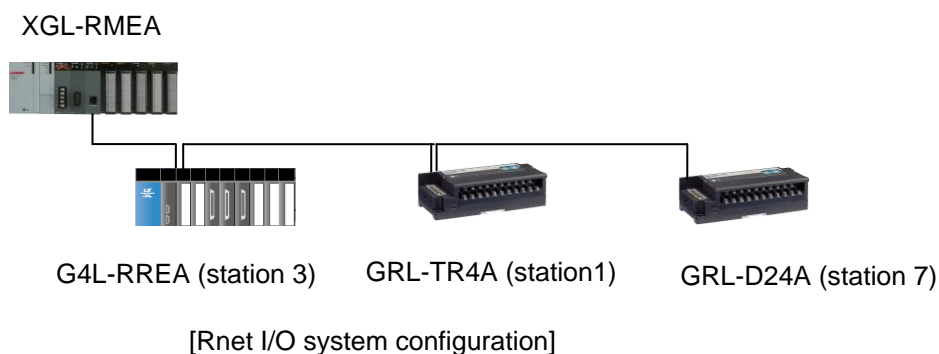 XGL-RMEA
G4L-RREA (station 3)
GRL-TR4A (station1)
GRL-D24A (station 7)
[Rnet I/O system configuration]